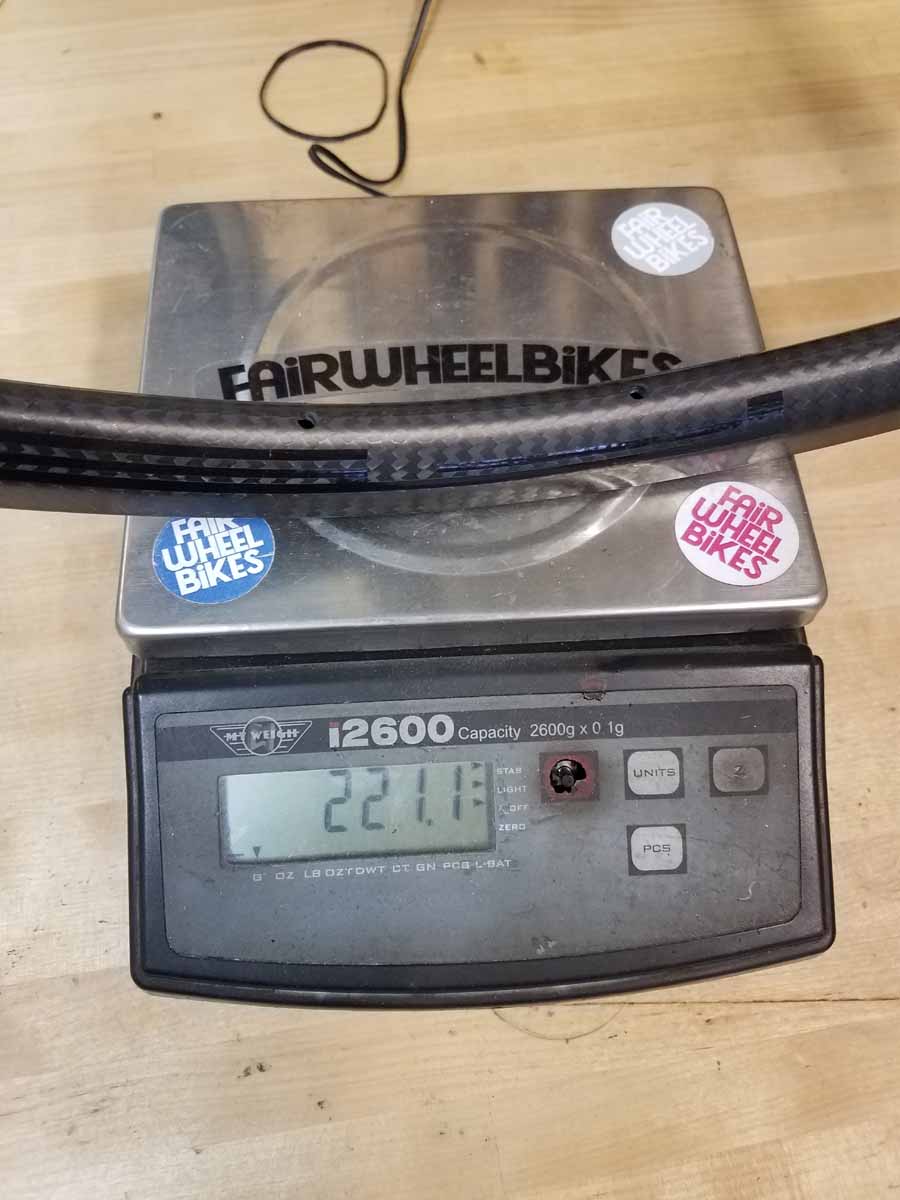 FAiR
WHEEL
BiKES
FAiRWHEELBiKES
FAIR
WHEEL
BiKES
FAiR
WHEEL
BiKES
MY WEIGH
i2600 Capacity 2600g x 0.1g
221.1
STAB
LIGHT
OFF
ZERO
UNITS
PCS
G OZ LB OZT DWT CT GN PCS L-BAT